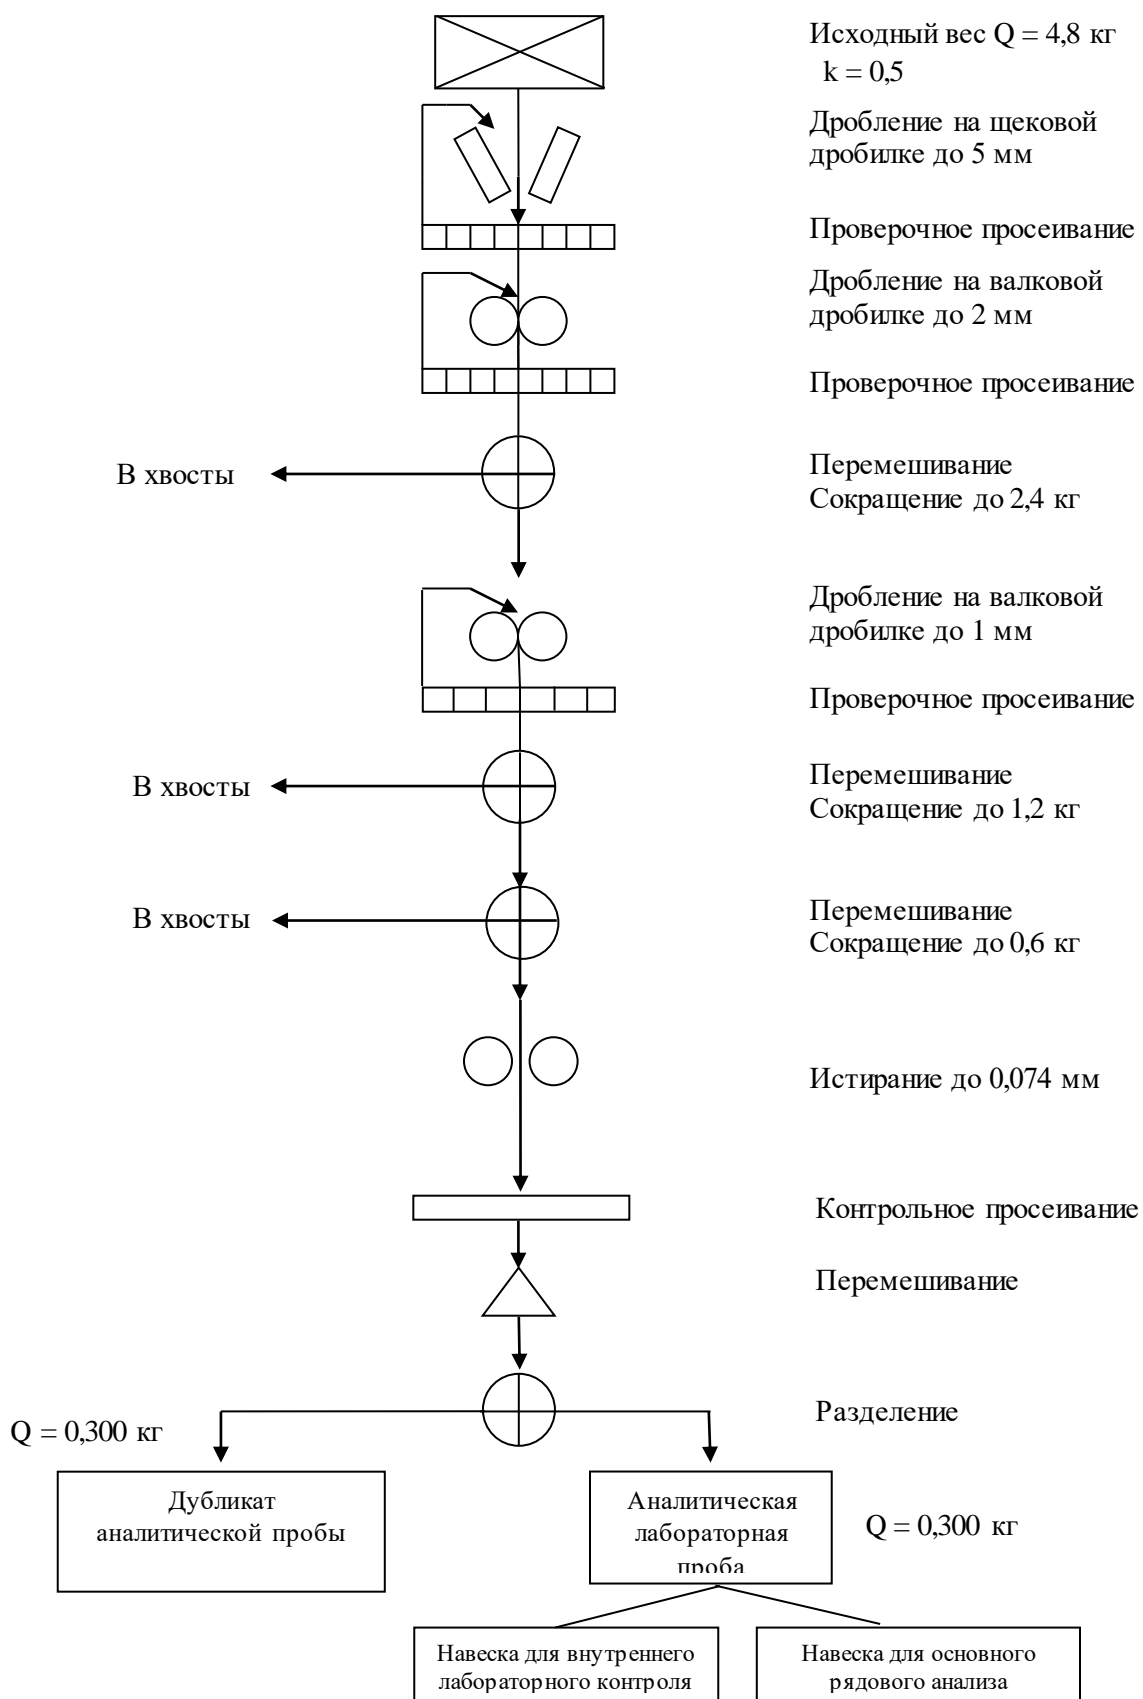 Исходный вес Q = 4,8 кг
k = 0,5
Дробление на щековой
дробилке до 5 мм
Проверочное просеивание
Дробление на валковой
дробилке до 2 мм
Проверочное просеивание
В хвосты
Перемешивание
Сокращение до 2,4 кг
Дробление на валковой
дробилке до 1 мм
Проверочное просеивание
В хвосты
Перемешивание
Сокращение до 1,2 кг
В хвосты
Перемешивание
Сокращение до 0,6 кг
Истирание до 0,074 мм
Контрольное просеивание
Перемешивание
Разделение
Q = 0,300 кг
Дубликат
аналитической пробы
Аналитическая
лабораторная
проба
Q = 0,300 кг
Навеска для внутреннего
лабораторного контроля
Навеска для основного
рядового анализа